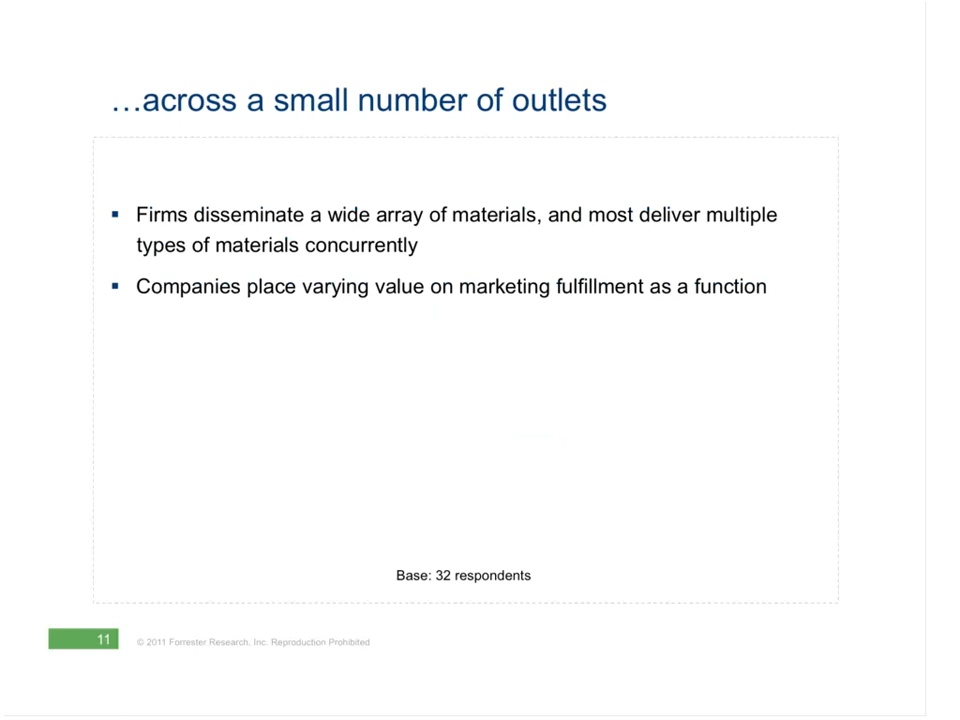 …across a small number of outlets
▪ Firms disseminate a wide array of materials, and most deliver multiple
types of materials concurrently
▪ Companies place varying value on marketing fulfillment as a function
Base: 32 respondents
11 © 2011 Forrester Research, Inc. Reproduction Prohibited